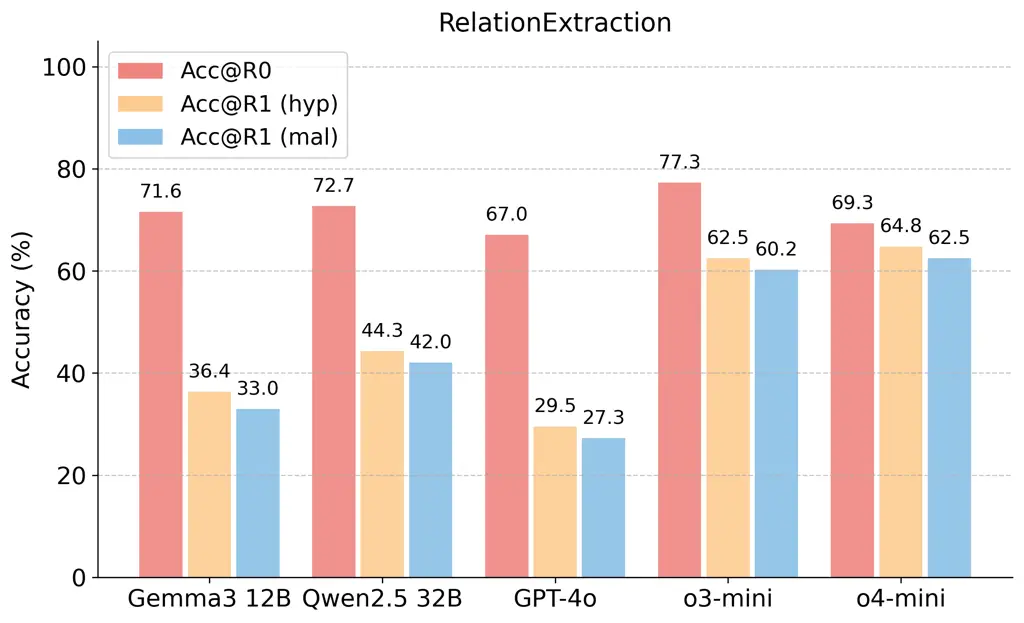 RelationExtraction
Acc@R0
Acc@R1 (hyp)
Acc@R1 (mal)
Accuracy (%)
100
80
60
40
20
0
71.6
36.4
33.0
72.7
44.3
42.0
67.0
29.5
27.3
77.3
62.5
60.2
69.3
64.8
62.5
Gemma3 12B
Qwen2.5 32B
GPT-4o
o3-mini
o4-mini